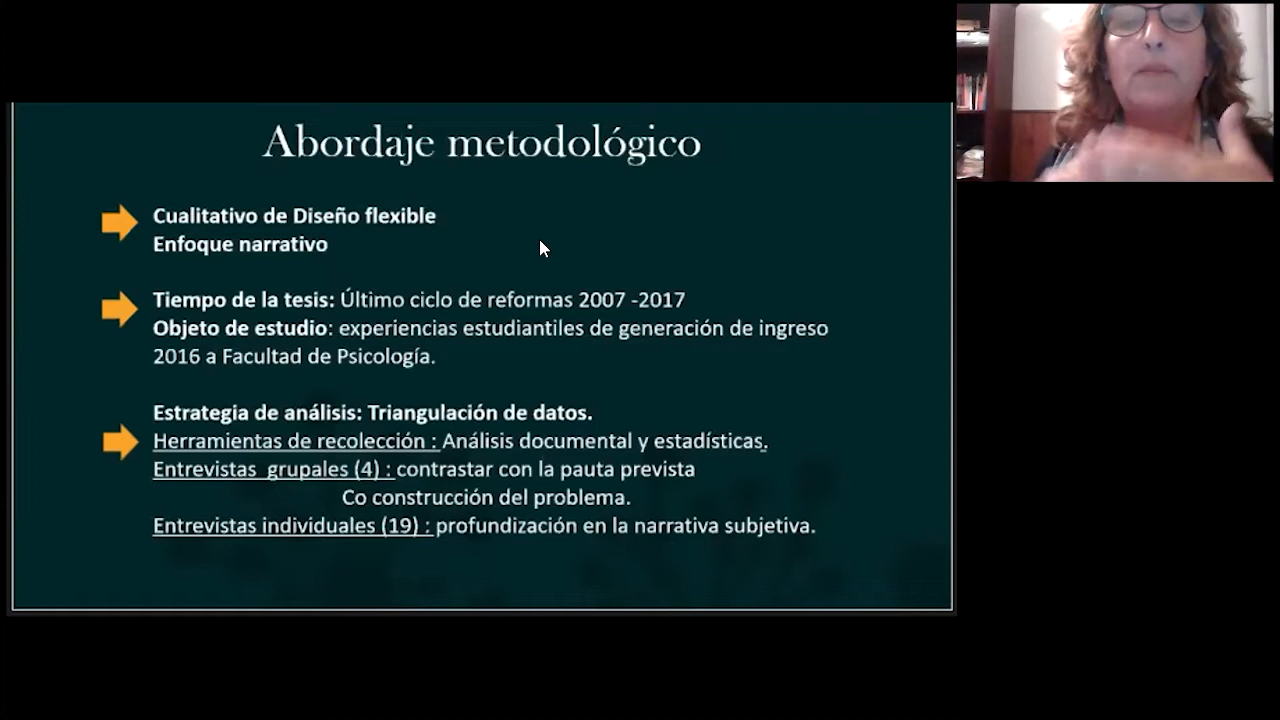 Abordaje metodológico
Cualitativo de Diseño flexible
Enfoque narrativo
Tiempo de la tesis: Último ciclo de reformas 2007 -2017
Objeto de estudio: experiencias estudiantiles de generación de ingreso
2016 a Facultad de Psicología.
Estrategia de análisis: Triangulación de datos.
Herramientas de recolección : Análisis documental y estadísticas.
Entrevistas grupales (4) : contrastar con la pauta prevista
Co construcción del problema.
Entrevistas individuales (19) : profundización en la narrativa subjetiva.